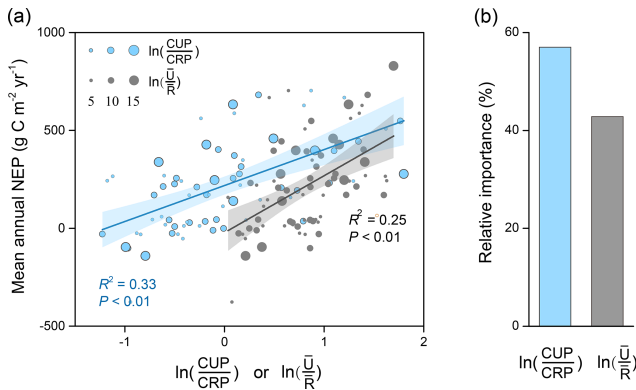 (a)
1000
500
0
-500
Mean annual NEP (g C m⁻² yr⁻¹)
ln(CUP/CRP)
ln(Ū/R̄)
5 10 15
R² = 0.25
P < 0.01
R² = 0.33
P < 0.01
-1 0 1 2
ln(CUP/CRP) or ln(Ū/R̄)
(b)
60
40
20
0
Relative importance (%)
ln(CUP/CRP) ln(Ū/R̄)